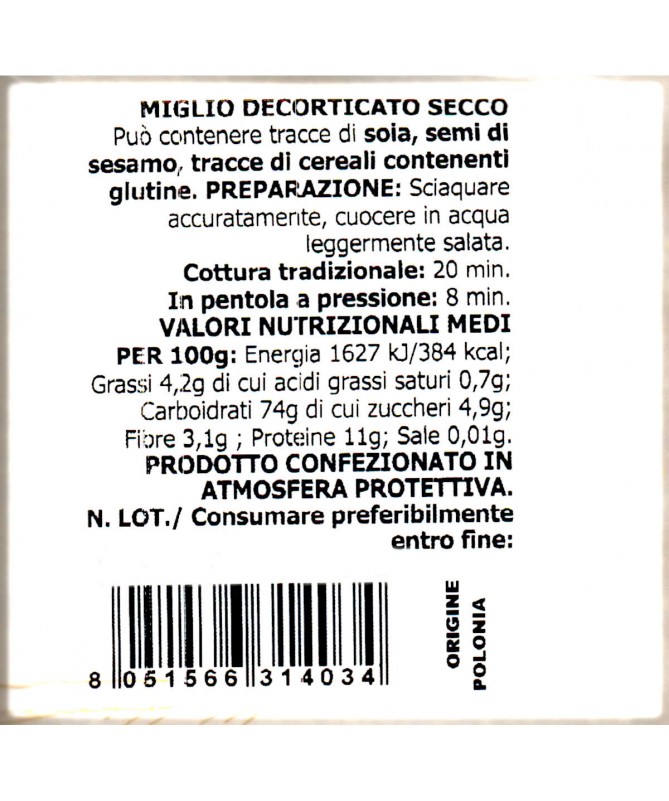 MIGLIO DECORTICATO SECCO
Può contenere tracce di soia, semi di
sesamo, tracce di cereali contenenti
glutine. PREPARAZIONE: Sciaquare
accuratamente, cuocere in acqua
leggermente salata.
Cottura tradizionale: 20 min.
In pentola a pressione: 8 min.
VALORI NUTRIZIONALI MEDI
PER 100g: Energia 1627 kJ/384 kcal;
Grassi 4,2g di cui acidi grassi saturi 0,7g;
Carboidrati 74g di cui zuccheri 4,9g;
Fibre 3,1g ; Proteine 11g; Sale 0,01g.
PRODOTTO CONFEZIONATO IN
ATMOSFERA PROTETTIVA.
N. LOT./ Consumare preferibilmente
entro fine:
8 051566 314034
ORIGINE
POLONIA